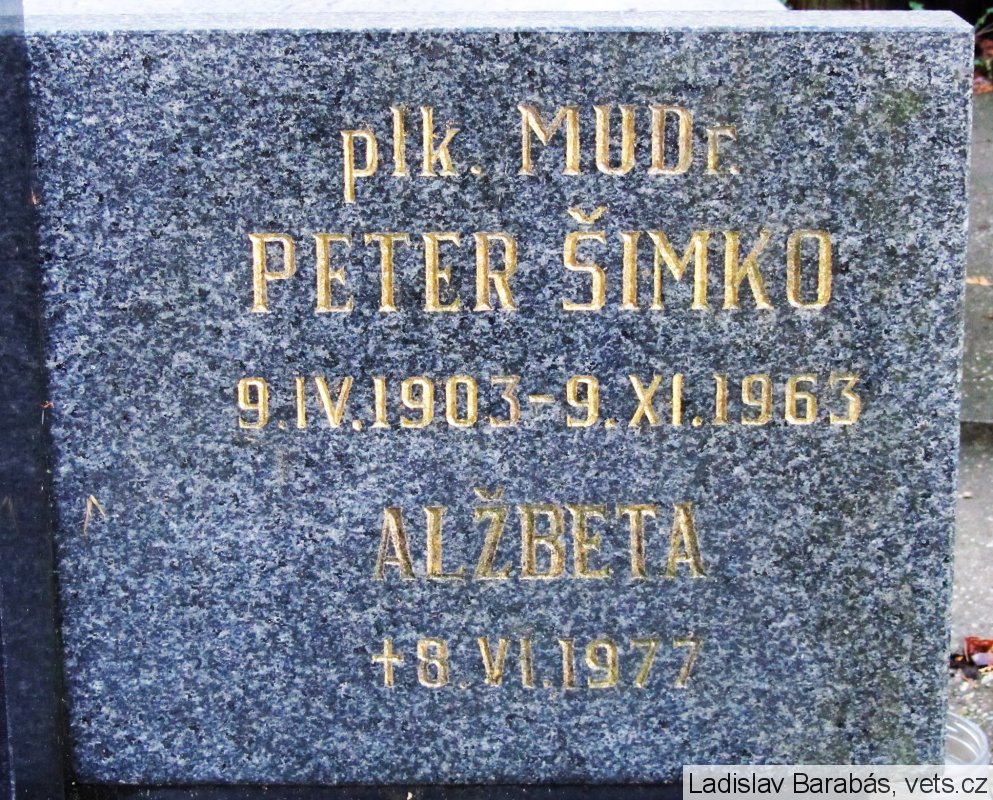 plk. MUDr.
PETER ŠIMKO
9.IV.1903-9.XI.1963
ALŽBETA
+8.VI.1977
Ladislav Barabás, vets.cz